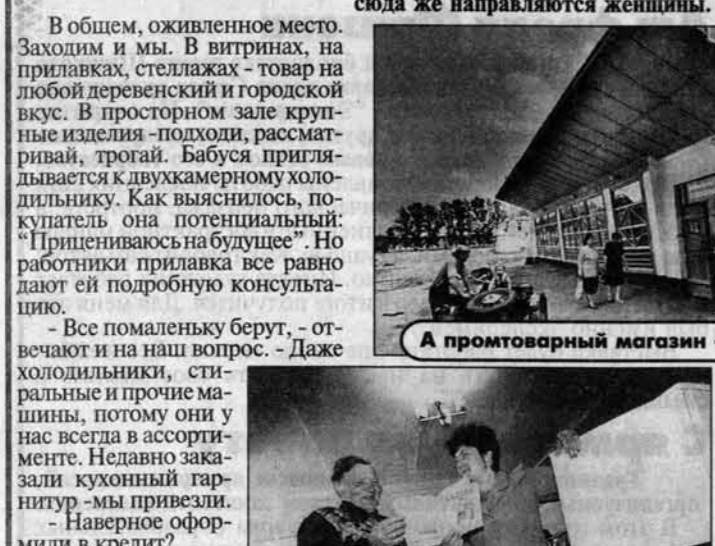 сюда же направляются женщины.
В общем, оживленное место.
Заходим и мы. В витринах, на
прилавках, стеллажах - товар на
любой деревенский и городской
вкус. В просторном зале круп-
ные изделия -подходи, рассмат-
ривай, трогай. Бабуся пригля-
дывается к двухкамерному холо-
дильнику. Как выяснилось, по-
купатель она потенциальный:
“Прицениваюсь на будущее”. Но
работники прилавка все равно
дают ей подробную консульта-
цию.
- Все помаленьку берут, - от-
вечают и на наш вопрос. - Даже
холодильники, сти-
ральные и прочие ма-
шины, потому они у
нас всегда в ассорти-
менте. Недавно зака-
зали кухонный гар-
нитур -мы привезли.
- Наверное офор-
мили в кредит?
А промтоварный магазин -